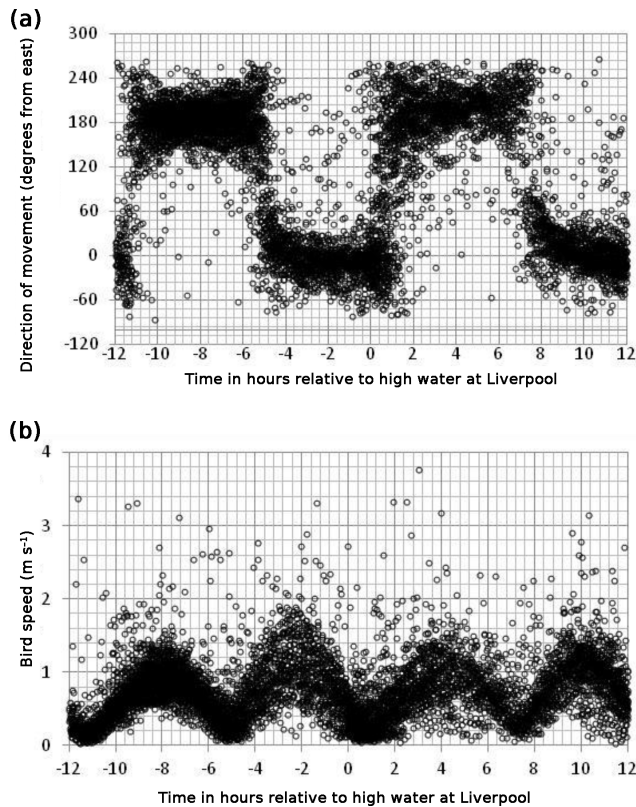 (a)
300
240
180
120
60
0
-60
-120
Direction of movement (degrees from east)
-12 -10 -8 -6 -4 -2 0 2 4 6 8 10 12
Time in hours relative to high water at Liverpool
(b)
4
3
2
1
0
Bird speed (m s⁻¹)
-12 -10 -8 -6 -4 -2 0 2 4 6 8 10 12
Time in hours relative to high water at Liverpool